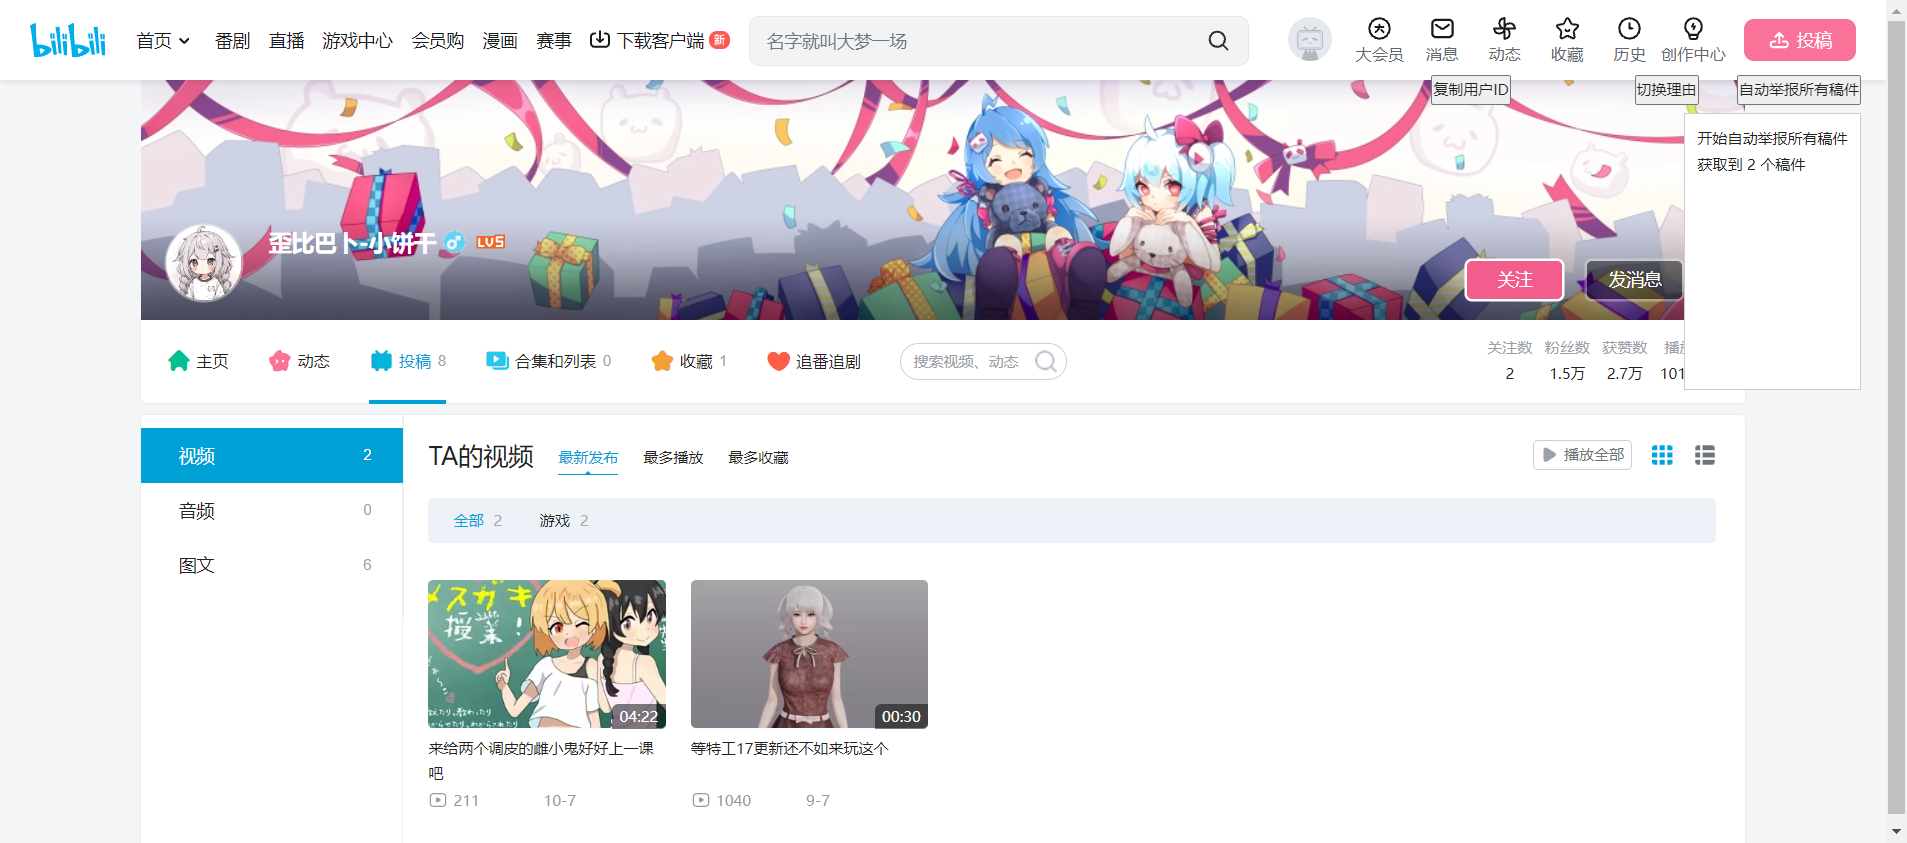 bilibili
首页
番剧
直播
游戏中心
会员购
漫画
赛事
下载客户端
新
名字就叫大梦一场
大会员
消息
动态
收藏
历史
创作中心
投稿
复制用户ID
切换理由
自动举报所有稿件
开始自动举报所有稿件
获取到 2 个稿件
歪比巴卜-小饼干
LV5
关注
发消息
主页
动态
投稿 8
合集和列表 0
收藏 1
追番追剧
搜索视频、动态
关注数 粉丝数 获赞数 播
2 1.5万 2.7万 101
视频 2
音频 0
图文 6
TA的视频
最新发布
最多播放
最多收藏
播放全部
全部 2
游戏 2
メスガキ
授業!
04:22
00:30
来给两个调皮的雌小鬼好好上一课
吧
等特工17更新还不如来玩这个
211
10-7
1040
9-7